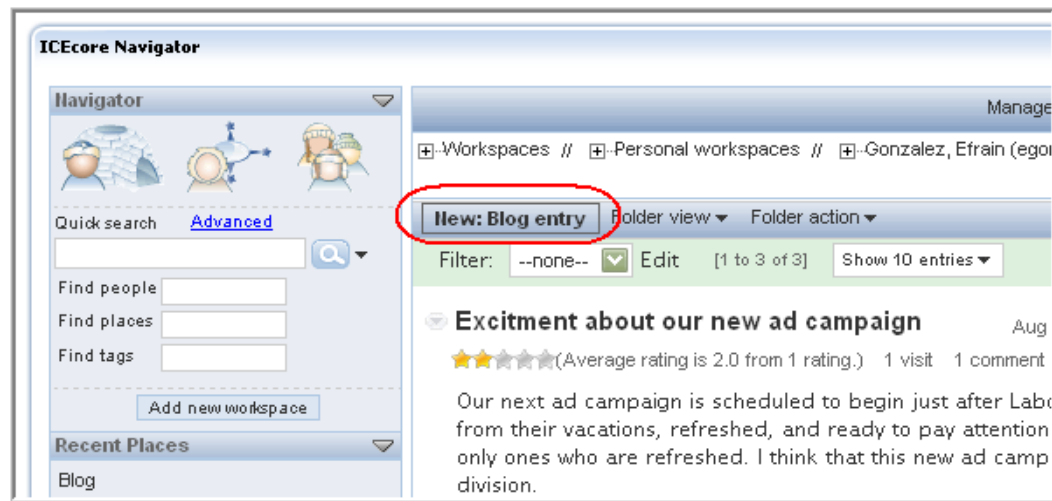 ICEcore Navigator
Navigator
Quick search Advanced
Find people
Find places
Find tags
Add new workspace
Recent Places
Blog
Manage
Workspaces // Personal workspaces // Gonzalez, Efrain (egor
New: Blog entry Folder view Folder action
Filter: --none-- Edit [1 to 3 of 3] Show 10 entries
Excitment about our new ad campaign Aug
(Average rating is 2.0 from 1 rating.) 1 visit 1 comment
Our next ad campaign is scheduled to begin just after Labo
from their vacations, refreshed, and ready to pay attention
only ones who are refreshed. I think that this new ad camp
division.